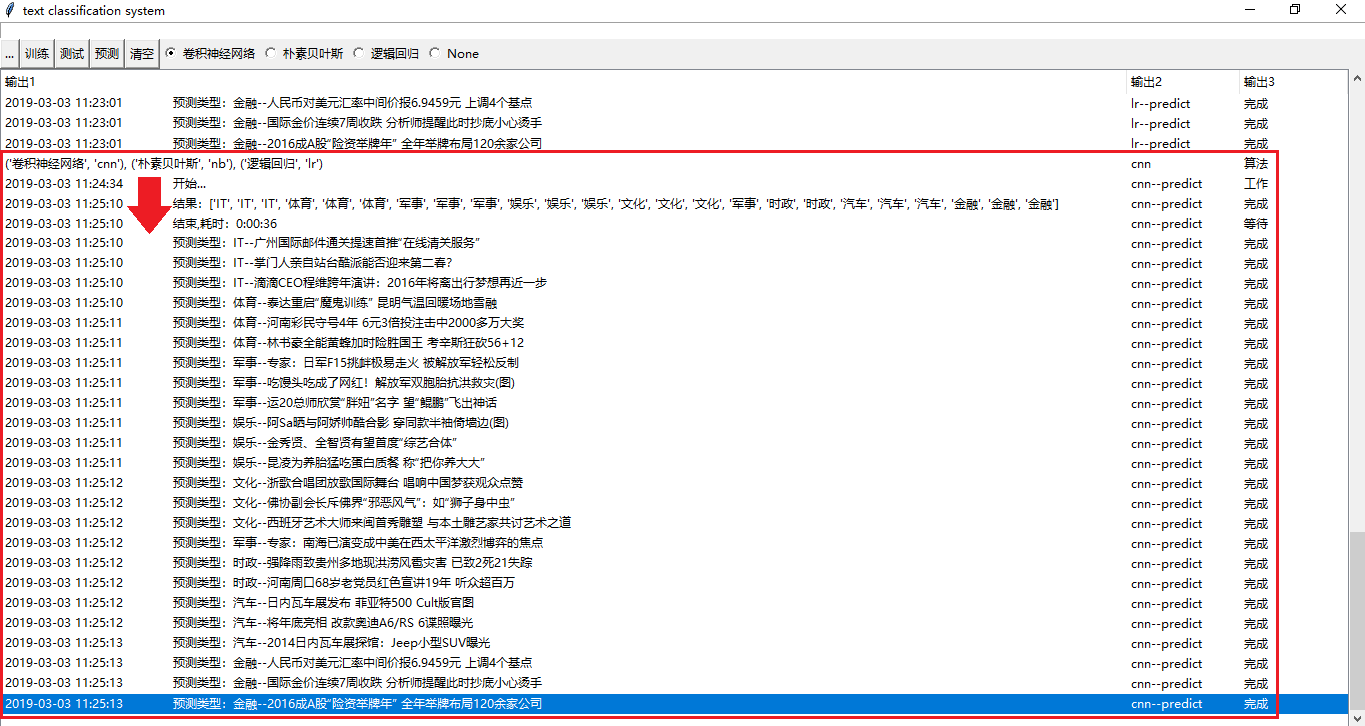 text classification system
... 训练 测试 预测 清空 卷积神经网络 朴素贝叶斯 逻辑回归 None
输出1 输出2 输出3
2019-03-03 11:23:01 预测类型：金融--人民币对美元汇率中间价报6.9459元 上调4个基点 lr--predict 完成
2019-03-03 11:23:01 预测类型：金融--国际金价连续7周收跌 分析师提醒此时抄底小心烫手 lr--predict 完成
2019-03-03 11:23:01 预测类型：金融--2016成A股“险资举牌年” 全年举牌布局120余家公司 lr--predict 完成
('卷积神经网络', 'cnn'), ('朴素贝叶斯', 'nb'), ('逻辑回归', 'lr') cnn 算法
2019-03-03 11:24:34 开始... cnn--predict 工作
2019-03-03 11:25:10 结果：['IT', 'IT', 'IT', '体育', '体育', '体育', '军事', '军事', '军事', '娱乐', '娱乐', '娱乐', '文化', '文化', '文化', '军事', '时政', '时政', '汽车', '汽车', '汽车', '金融', '金融', '金融'] cnn--predict 完成
2019-03-03 11:25:10 结束,耗时：0:00:36 cnn--predict 等待
2019-03-03 11:25:10 预测类型：IT--广州国际邮件通关提速首推“在线清关服务” cnn--predict 完成
2019-03-03 11:25:10 预测类型：IT--掌门人亲自站台酷派能否迎来第二春? cnn--predict 完成
2019-03-03 11:25:10 预测类型：IT--滴滴CEO程维跨年演讲：2016年将离出行梦想再近一步 cnn--predict 完成
2019-03-03 11:25:10 预测类型：体育--泰达重启“魔鬼训练” 昆明气温回暖场地雪融 cnn--predict 完成
2019-03-03 11:25:11 预测类型：体育--河南彩民守号4年 6元3倍投注击中2000多万大奖 cnn--predict 完成
2019-03-03 11:25:11 预测类型：体育--林书豪全能黄蜂加时险胜国王 考辛斯狂砍56+12 cnn--predict 完成
2019-03-03 11:25:11 预测类型：军事--专家：日军F15挑衅极易走火 被解放军轻松反制 cnn--predict 完成
2019-03-03 11:25:11 预测类型：军事--吃馒头吃成了网红！解放军双胞胎抗洪救灾(图) cnn--predict 完成
2019-03-03 11:25:11 预测类型：军事--运20总师欣赏“胖妞”名字 望“鲲鹏”飞出神话 cnn--predict 完成
2019-03-03 11:25:11 预测类型：娱乐--阿Sa晒与阿娇帅酷合影 穿同款半袖倚墙边(图) cnn--predict 完成
2019-03-03 11:25:11 预测类型：娱乐--金秀贤、全智贤有望首度“综艺合体” cnn--predict 完成
2019-03-03 11:25:11 预测类型：娱乐--昆凌为养胎猛吃蛋白质餐 称“把你养大大” cnn--predict 完成
2019-03-03 11:25:12 预测类型：文化--浙歌合唱团放歌国际舞台 唱响中国梦获观众点赞 cnn--predict 完成
2019-03-03 11:25:12 预测类型：文化--佛协副会长斥佛界“邪恶风气”：如“狮子身中虫” cnn--predict 完成
2019-03-03 11:25:12 预测类型：文化--西班牙艺术大师来闽首秀雕塑 与本土雕艺家共讨艺术之道 cnn--predict 完成
2019-03-03 11:25:12 预测类型：军事--专家：南海已演变成中美在西太平洋激烈博弈的焦点 cnn--predict 完成
2019-03-03 11:25:12 预测类型：时政--强降雨致贵州多地现洪涝风雹灾害 已致2死21失踪 cnn--predict 完成
2019-03-03 11:25:12 预测类型：时政--河南周口68岁老党员红色宣讲19年 听众超百万 cnn--predict 完成
2019-03-03 11:25:12 预测类型：汽车--日内瓦车展发布 菲亚特500 Cult版官图 cnn--predict 完成
2019-03-03 11:25:12 预测类型：汽车--将年底亮相 改款奥迪A6/RS 6谍照曝光 cnn--predict 完成
2019-03-03 11:25:13 预测类型：汽车--2014日内瓦车展探馆：Jeep小型SUV曝光 cnn--predict 完成
2019-03-03 11:25:13 预测类型：金融--人民币对美元汇率中间价报6.9459元 上调4个基点 cnn--predict 完成
2019-03-03 11:25:13 预测类型：金融--国际金价连续7周收跌 分析师提醒此时抄底小心烫手 cnn--predict 完成
2019-03-03 11:25:13 预测类型：金融--2016成A股“险资举牌年” 全年举牌布局120余家公司 cnn--predict 完成